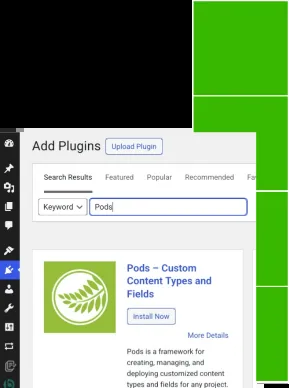 Add Plugins Upload Plugin
Search Results Featured Popular Recommended Fav
Keyword Pods
Pods – Custom
Content Types and
Fields
Install Now
More Details
Pods is a framework for
creating, managing, and
deploying customized content
types and fields for any project.